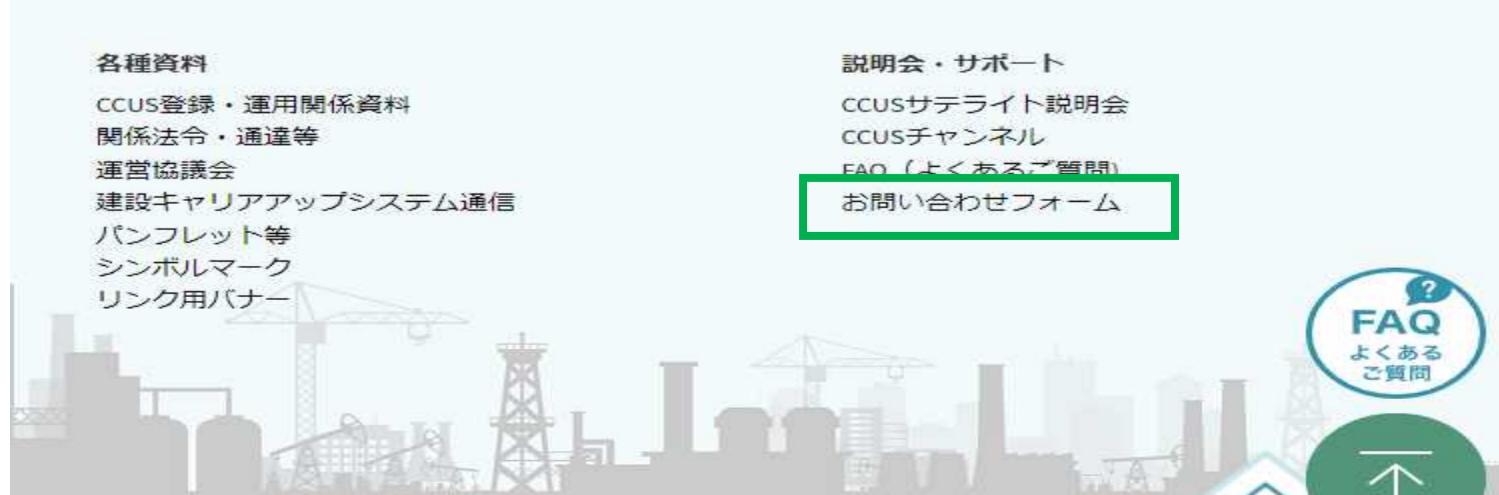 各種資料
CCUS登録・運用関係資料
関係法令・通達等
運営協議会
建設キャリアアップシステム通信
パンフレット等
シンボルマーク
リンク用バナー
説明会・サポート
CCUSサテライト説明会
CCUSチャンネル
FAQ（よくあるご質問）
お問い合わせフォーム
?
FAQ
よくある
ご質問